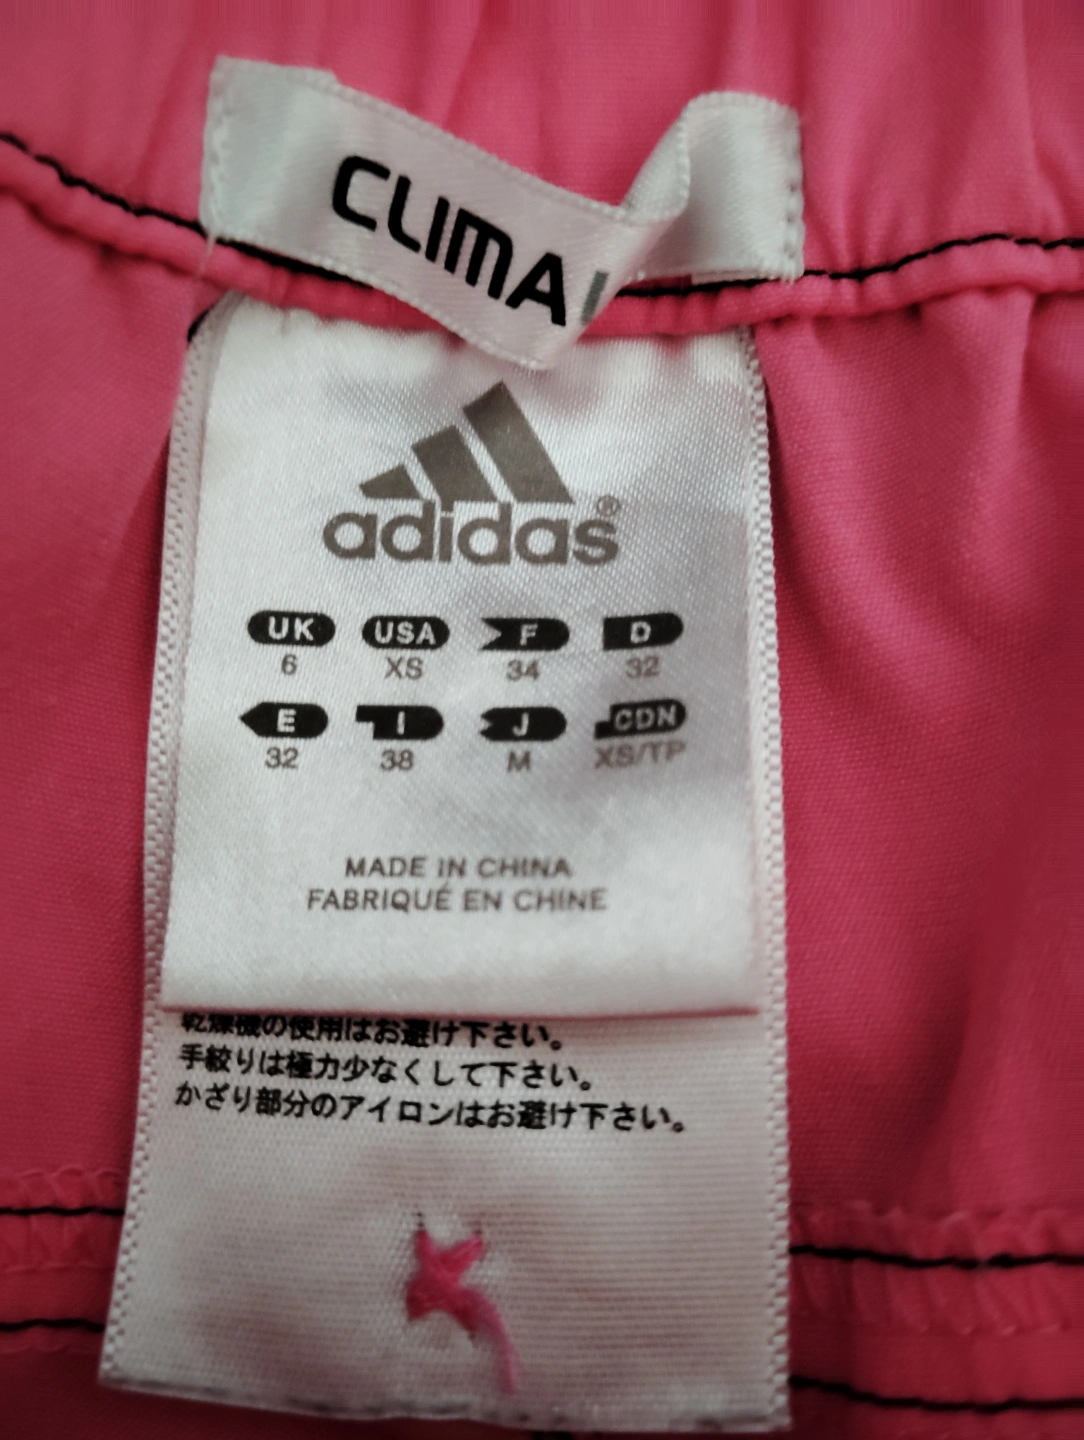 CLIMA
adidas®
UK USA F D
6 XS 34 32
E I J CDN
32 38 M XS/TP
MADE IN CHINA
FABRIQUÉ EN CHINE
乾燥機の使用はお避け下さい。
手絞りは極力少なくして下さい。
かざり部分のアイロンはお避け下さい。